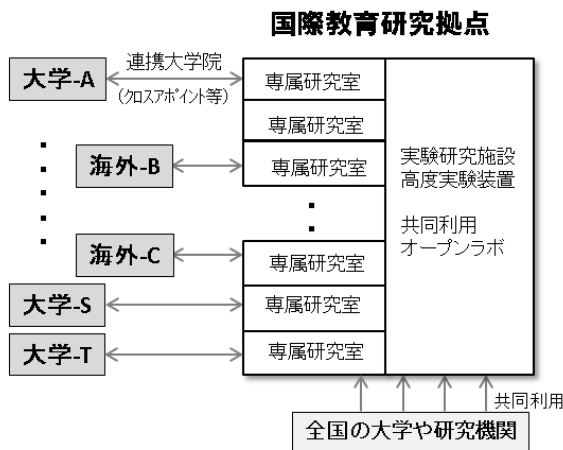 国際教育研究拠点
大学-A
連携大学院
(クロスアポイント等)
専属研究室
専属研究室
海外-B
専属研究室
実験研究施設
高度実験装置
共同利用
オープンラボ
海外-C
専属研究室
大学-S
専属研究室
大学-T
専属研究室
共同利用
全国の大学や研究機関